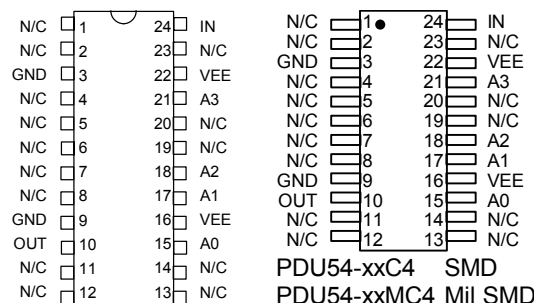 N/C 1 24 IN
N/C 2 23 N/C
GND 3 22 VEE
N/C 4 21 A3
N/C 5 20 N/C
N/C 6 19 N/C
N/C 7 18 A2
N/C 8 17 A1
GND 9 16 VEE
OUT 10 15 A0
N/C 11 14 N/C
N/C 12 13 N/C
N/C 1 24 IN
N/C 2 23 N/C
GND 3 22 VEE
N/C 4 21 A3
N/C 5 20 N/C
N/C 6 19 N/C
N/C 7 18 A2
N/C 8 17 A1
GND 9 16 VEE
OUT 10 15 A0
N/C 11 14 N/C
N/C 12 13 N/C
PDU54-xxC4 SMD
PDU54-xxMC4 Mil SMD